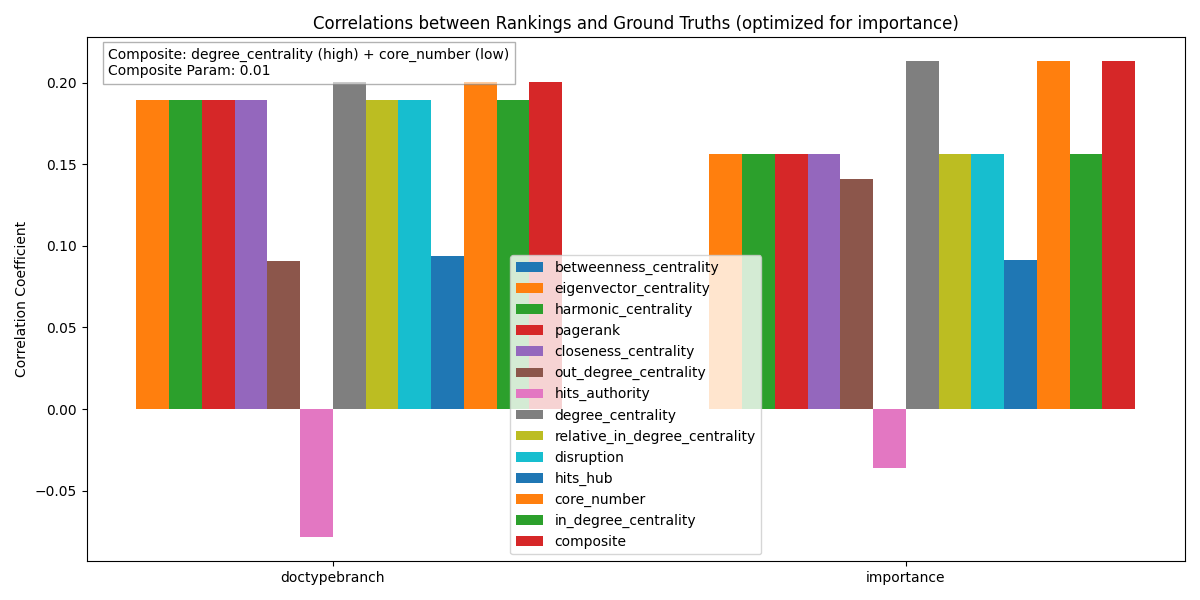 Correlations between Rankings and Ground Truths (optimized for importance)
Composite: degree_centrality (high) + core_number (low)
Composite Param: 0.01
Correlation Coefficient
0.20
0.15
0.10
0.05
0.00
−0.05
betweenness_centrality
eigenvector_centrality
harmonic_centrality
pagerank
closeness_centrality
out_degree_centrality
hits_authority
degree_centrality
relative_in_degree_centrality
disruption
hits_hub
core_number
in_degree_centrality
composite
doctypebranch
importance